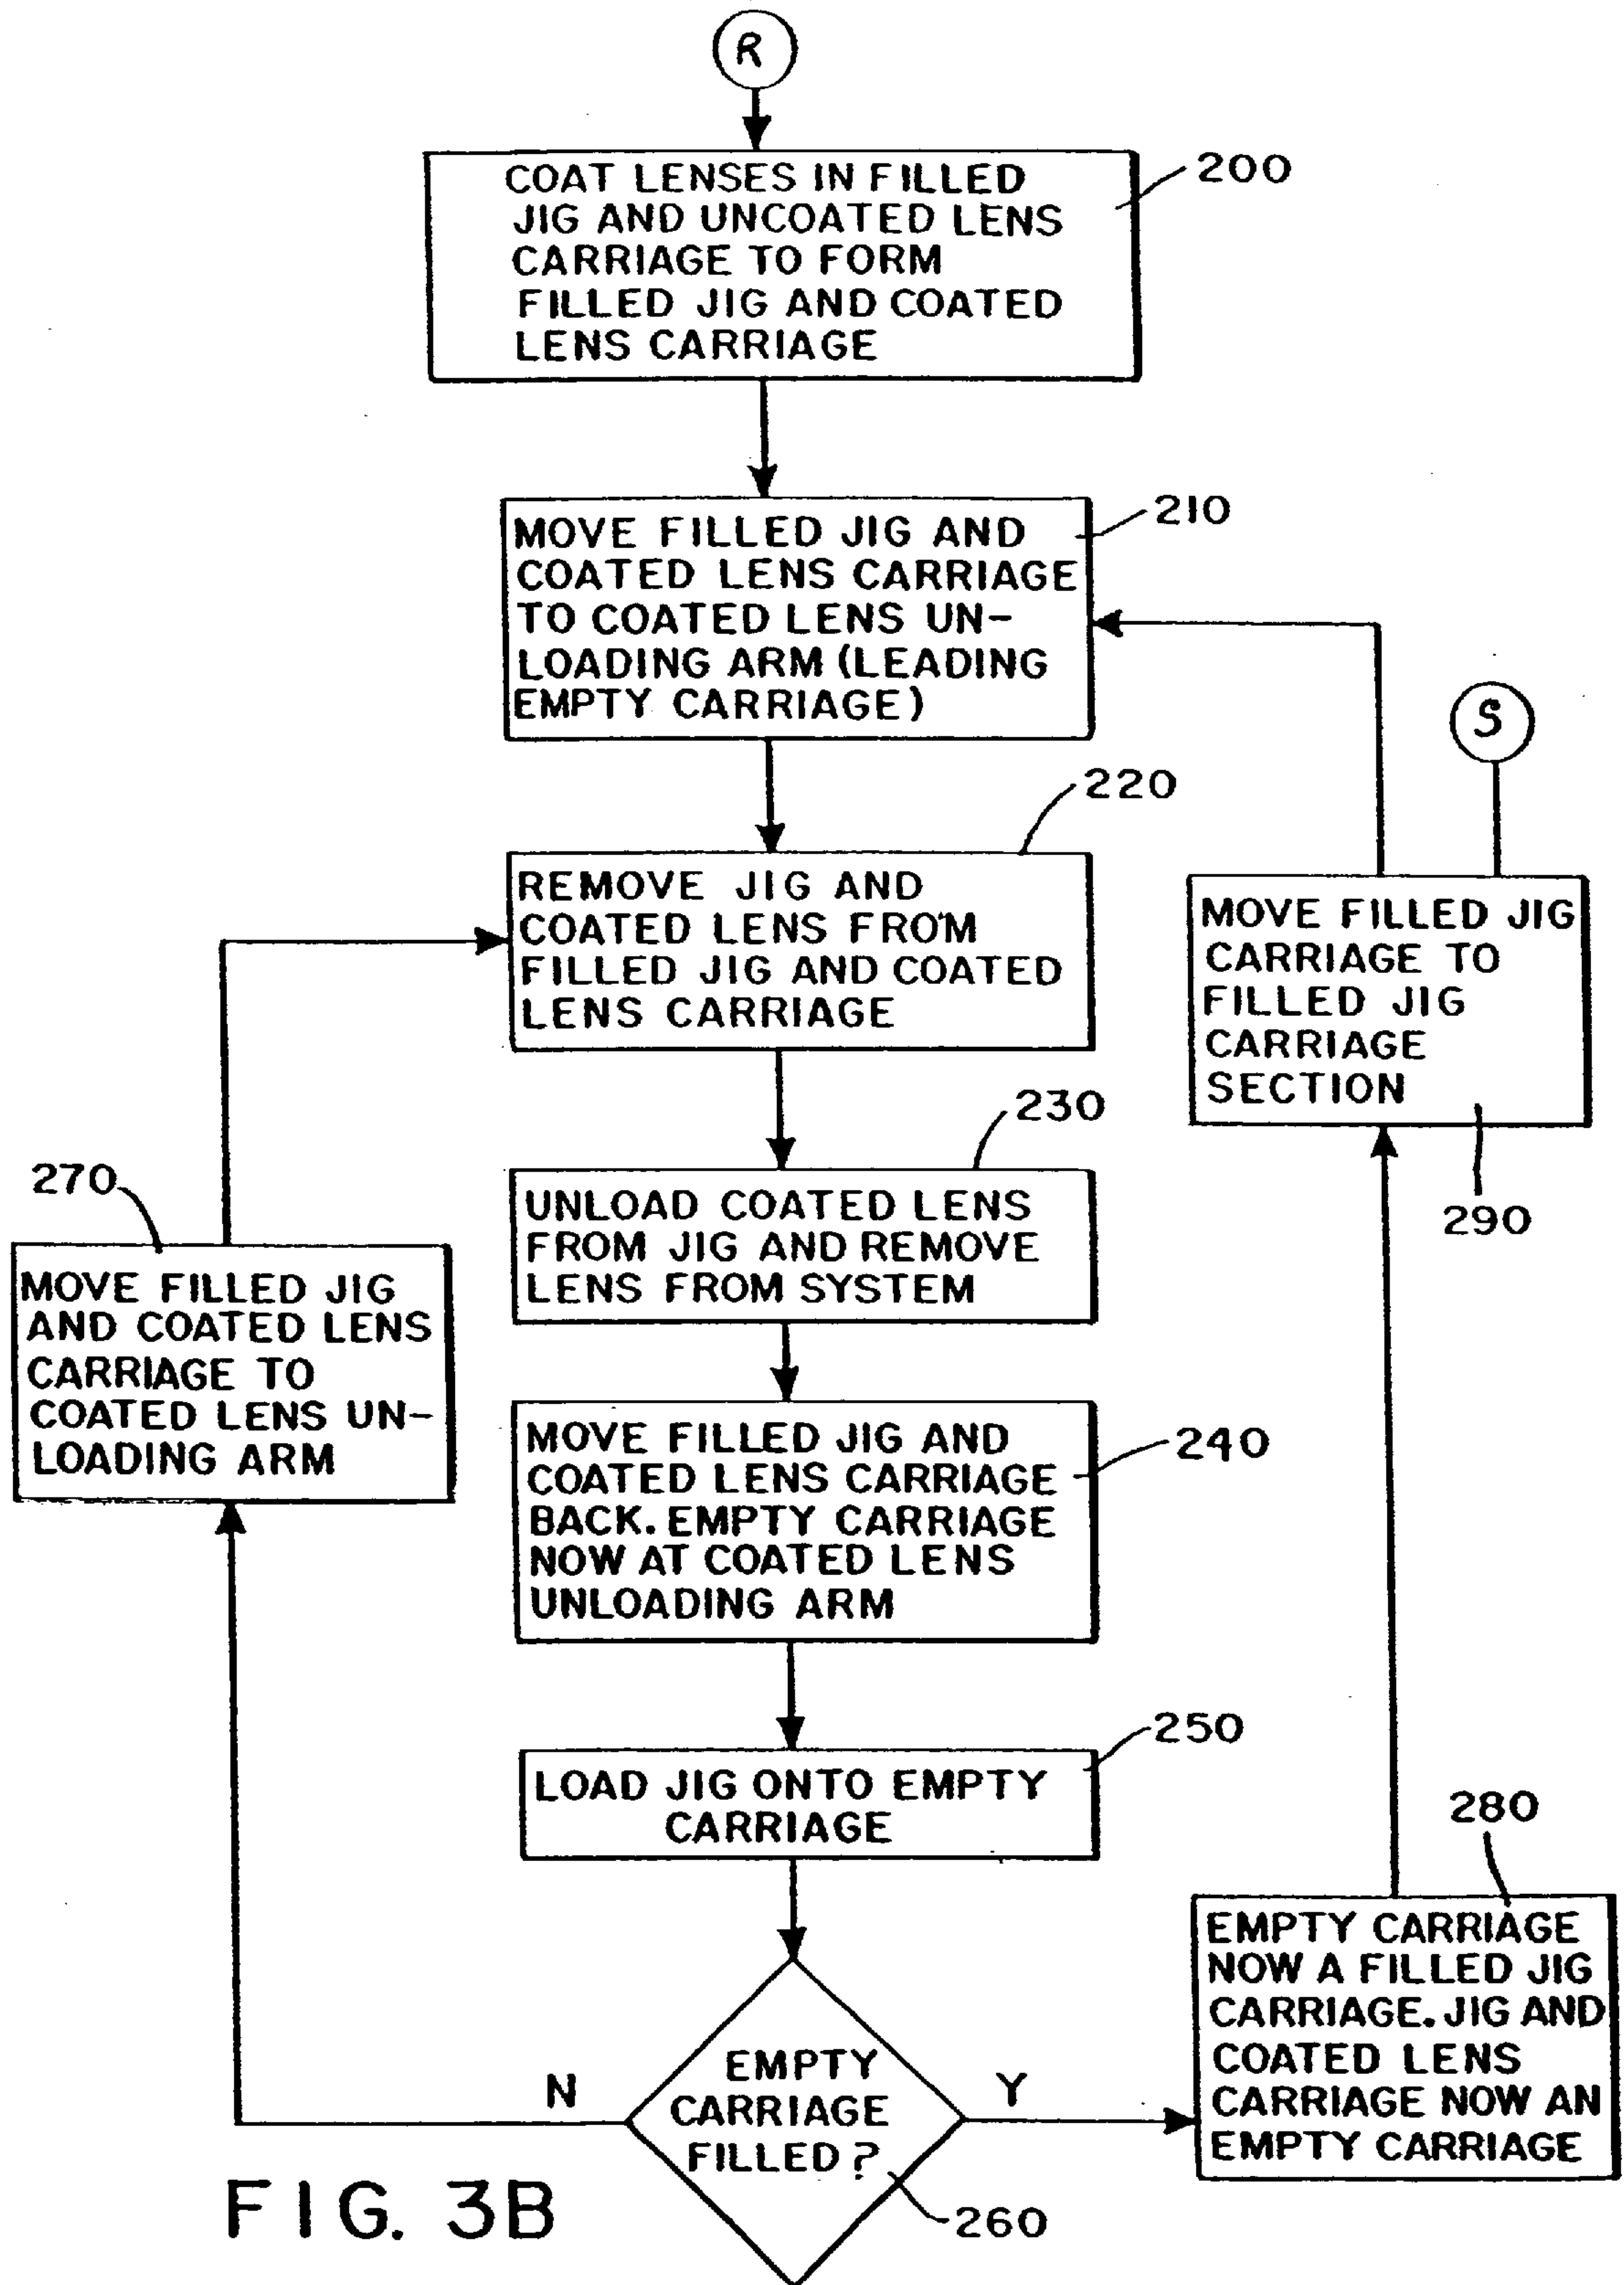 R
COAT LENSES IN FILLED
JIG AND UNCOATED LENS
CARRIAGE TO FORM
FILLED JIG AND COATED
LENS CARRIAGE
200
MOVE FILLED JIG AND
COATED LENS CARRIAGE
TO COATED LENS UN-
LOADING ARM (LEADING
EMPTY CARRIAGE)
210
S
220
REMOVE JIG AND
COATED LENS FROM
FILLED JIG AND COATED
LENS CARRIAGE
MOVE FILLED JIG
CARRIAGE TO
FILLED JIG
CARRIAGE
SECTION
290
230
UNLOAD COATED LENS
FROM JIG AND REMOVE
LENS FROM SYSTEM
270
MOVE FILLED JIG
AND COATED LENS
CARRIAGE TO
COATED LENS UN-
LOADING ARM
MOVE FILLED JIG AND
COATED LENS CARRIAGE
BACK. EMPTY CARRIAGE
NOW AT COATED LENS
UNLOADING ARM
240
250
LOAD JIG ONTO EMPTY
CARRIAGE
280
EMPTY CARRIAGE
NOW A FILLED JIG
CARRIAGE. JIG AND
COATED LENS
CARRIAGE NOW AN
EMPTY CARRIAGE
N
EMPTY
CARRIAGE
FILLED?
Y
260
FIG. 3B